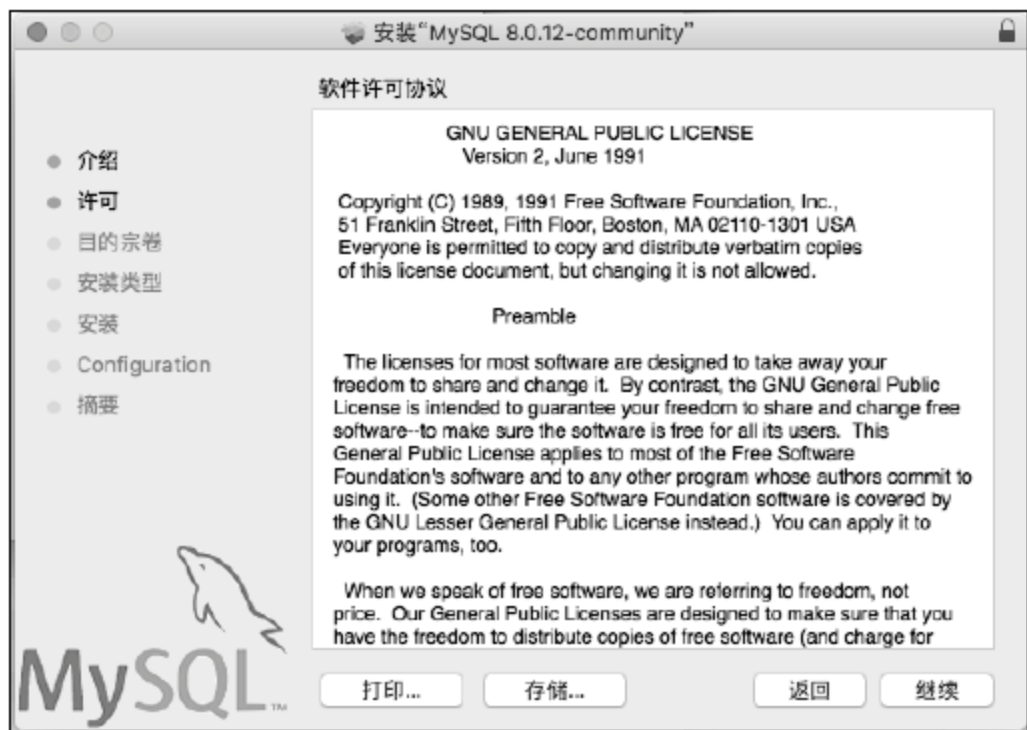 安装“MySQL 8.0.12-community”
软件许可协议
介绍
许可
目的宗卷
安装类型
安装
Configuration
摘要
GNU GENERAL PUBLIC LICENSE
Version 2, June 1991
Copyright (C) 1989, 1991 Free Software Foundation, Inc.,
51 Franklin Street, Fifth Floor, Boston, MA 02110-1301 USA
Everyone is permitted to copy and distribute verbatim copies
of this license document, but changing it is not allowed.
Preamble
The licenses for most software are designed to take away your
freedom to share and change it.  By contrast, the GNU General Public
License is intended to guarantee your freedom to share and change free
software--to make sure the software is free for all its users.  This
General Public License applies to most of the Free Software
Foundation's software and to any other program whose authors commit to
using it.  (Some other Free Software Foundation software is covered by
the GNU Lesser General Public License instead.)  You can apply it to
your programs, too.
When we speak of free software, we are referring to freedom, not
price.  Our General Public Licenses are designed to make sure that you
have the freedom to distribute copies of free software (and charge for
MySQL™
打印... 存储... 返回 继续